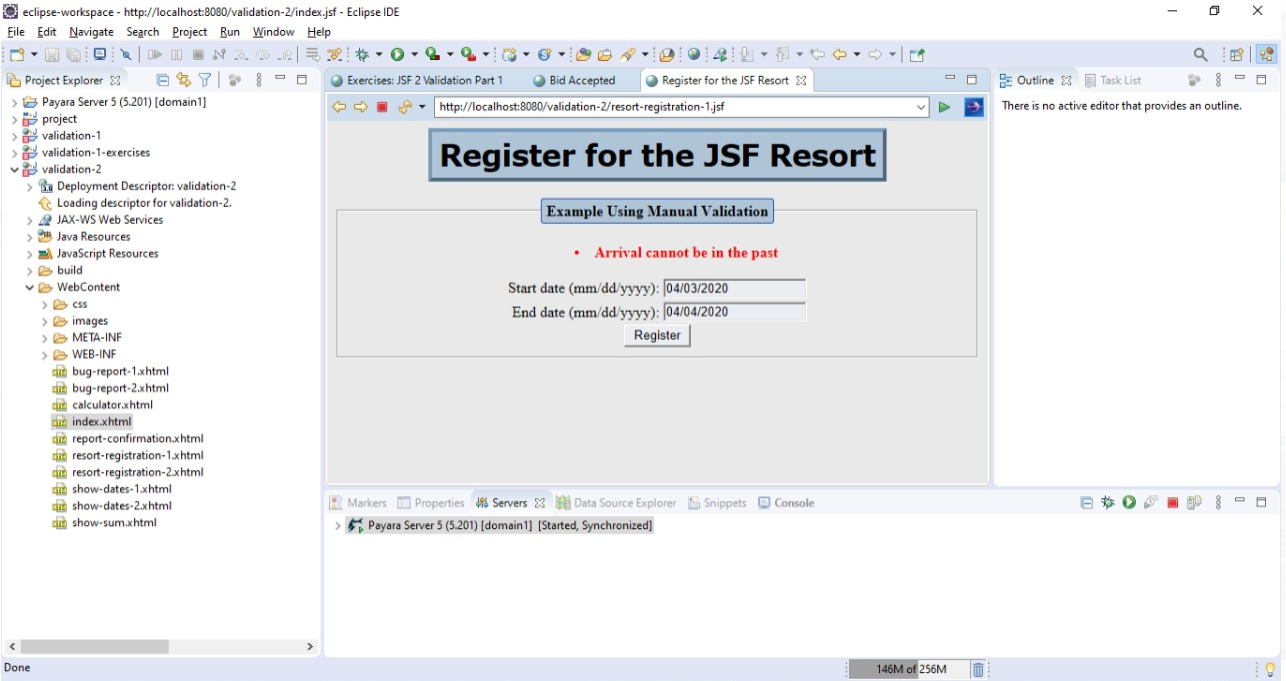 eclipse-workspace - http://localhost:8080/validation-2/index.jsf - Eclipse IDE
File Edit Navigate Search Project Run Window Help
Project Explorer
Payara Server 5 (5.201) [domain1]
project
validation-1
validation-1-exercises
validation-2
Deployment Descriptor: validation-2
Loading descriptor for validation-2.
JAX-WS Web Services
Java Resources
JavaScript Resources
build
WebContent
css
images
META-INF
WEB-INF
bug-report-1.xhtml
bug-report-2.xhtml
calculator.xhtml
index.xhtml
report-confirmation.xhtml
resort-registration-1.xhtml
resort-registration-2.xhtml
show-dates-1.xhtml
show-dates-2.xhtml
show-sum.xhtml
Exercises: JSF 2 Validation Part 1 Bid Accepted Register for the JSF Resort
http://localhost:8080/validation-2/resort-registration-1.jsf
Register for the JSF Resort
Example Using Manual Validation
• Arrival cannot be in the past
Start date (mm/dd/yyyy): 04/03/2020
End date (mm/dd/yyyy): 04/04/2020
Register
Outline Task List
There is no active editor that provides an outline.
Markers Properties Servers Data Source Explorer Snippets Console
Payara Server 5 (5.201) [domain1] [Started, Synchronized]
Done
146M of 256M